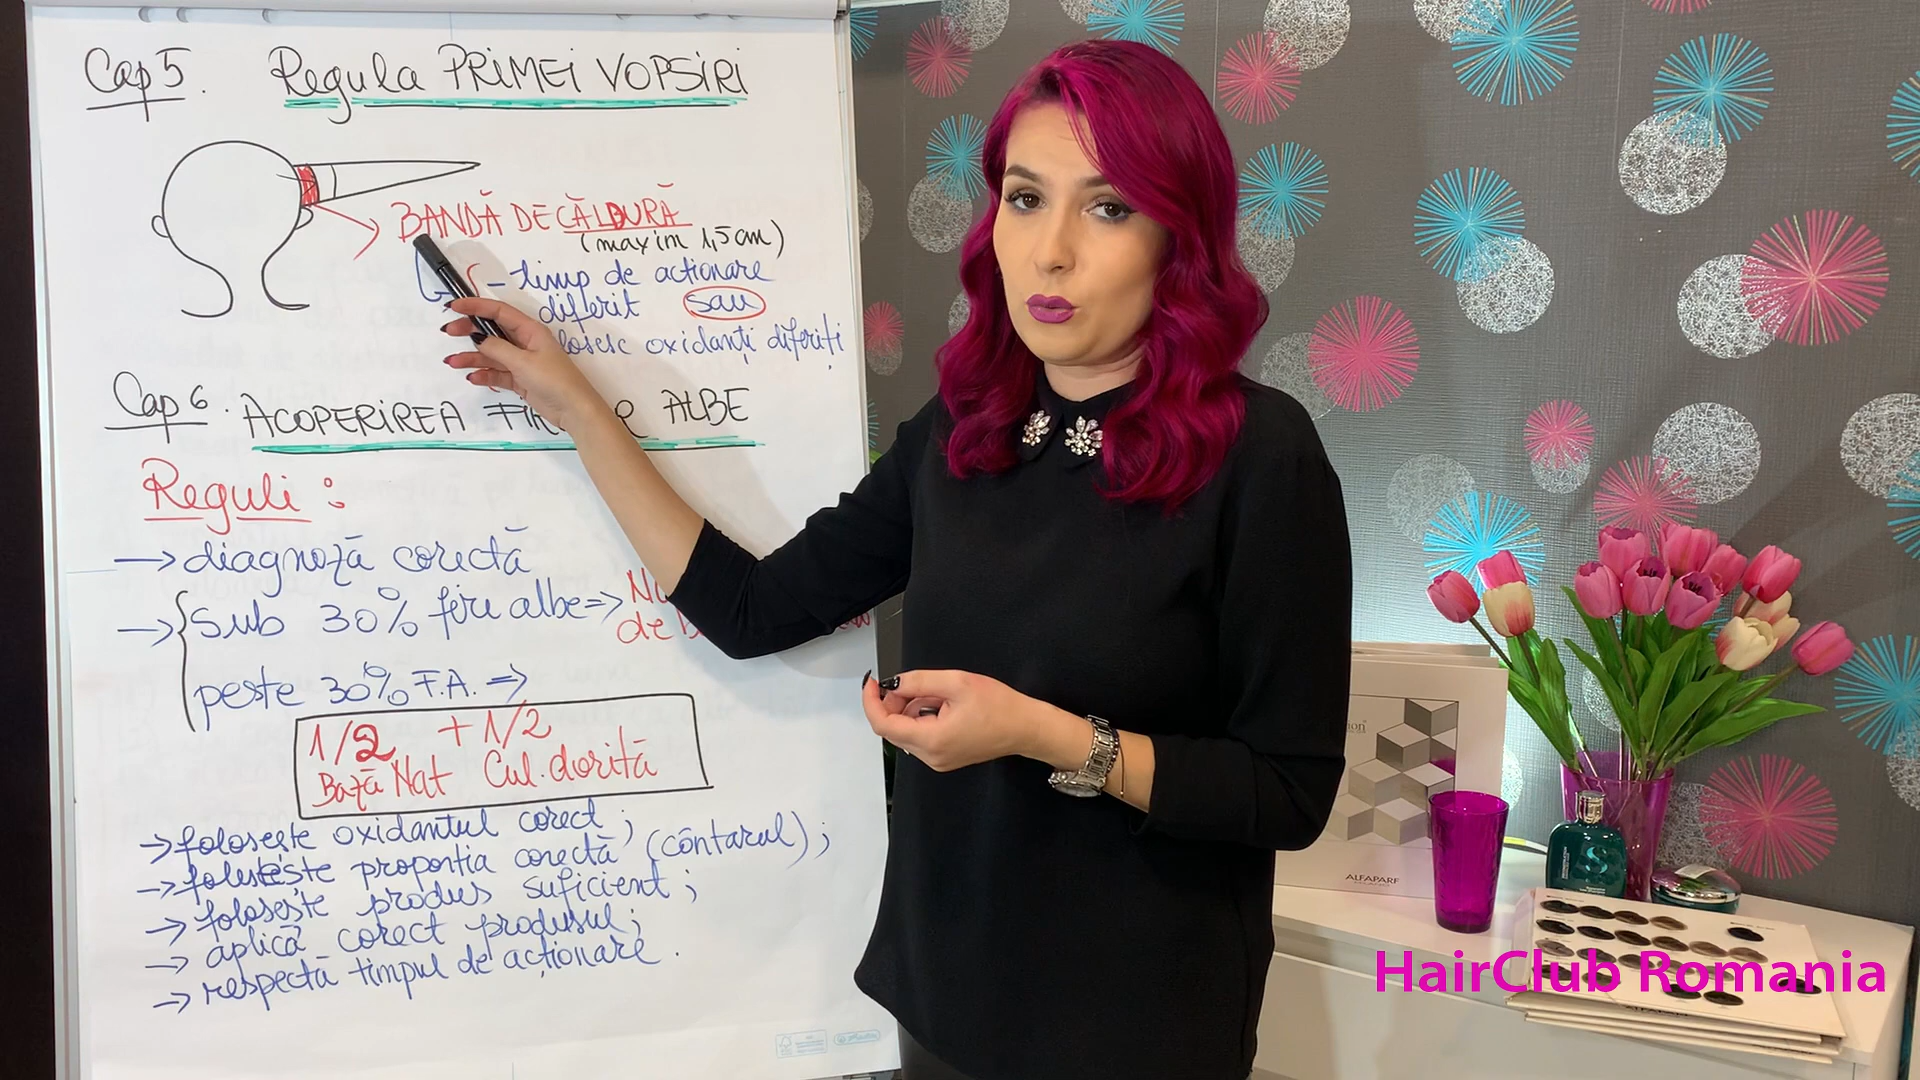 Cap 5. Regula PRIMEI VOPSIRI
BANDĂ DE CĂLDURĂ
(maxim 1,5 cm)
- timp de acționare
diferit sau
oxidanți diferiți
Cap 6. ACOPERIREA ALBE
Reguli:
→ diagnoză corectă
→ { Sub 30% fire albe =>
peste 30% F.A. =>
1/2 + 1/2
Bază Nat Cul. dorită
→ folosește oxidantul corect;
→ folosește proporția corectă (cântarul);
→ folosește produs suficient;
→ aplică corect produsul;
→ respectă timpul de acționare.
ALFAPARF
MILANO
HairClub Romania